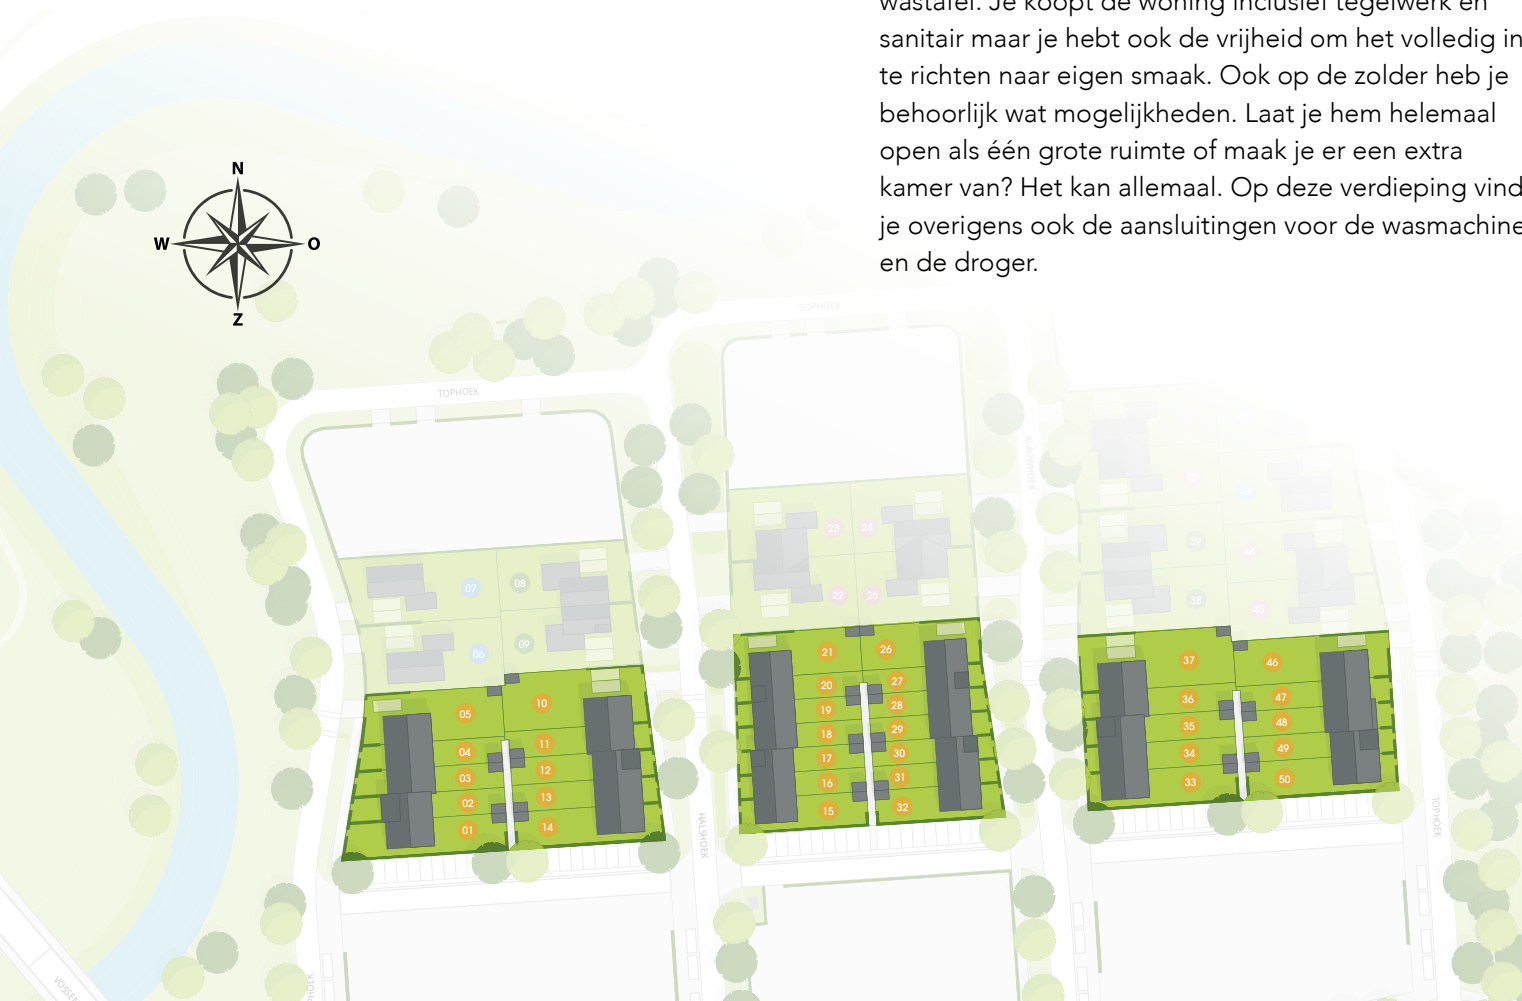 wastafel. Je koopt de woning inclusief tegelwerk en
sanitair maar je hebt ook de vrijheid om het volledig in
te richten naar eigen smaak. Ook op de zolder heb je
behoorlijk wat mogelijkheden. Laat je hem helemaal
open als één grote ruimte of maak je er een extra
kamer van? Het kan allemaal. Op deze verdieping vind
je overigens ook de aansluitingen voor de wasmachine
en de droger.
N
W
O
Z
TOPHOEK
TOPHOEK
KLAUWHOEK
07
08
06
09
05
10
04
11
03
12
02
13
01
14
23
24
22
25
21
26
20
27
19
28
18
29
17
30
16
31
15
32
39
44
38
45
37
46
36
47
35
48
34
49
33
50
HALSHOEK
TOPHOEK
PHOEK
VOSSEN